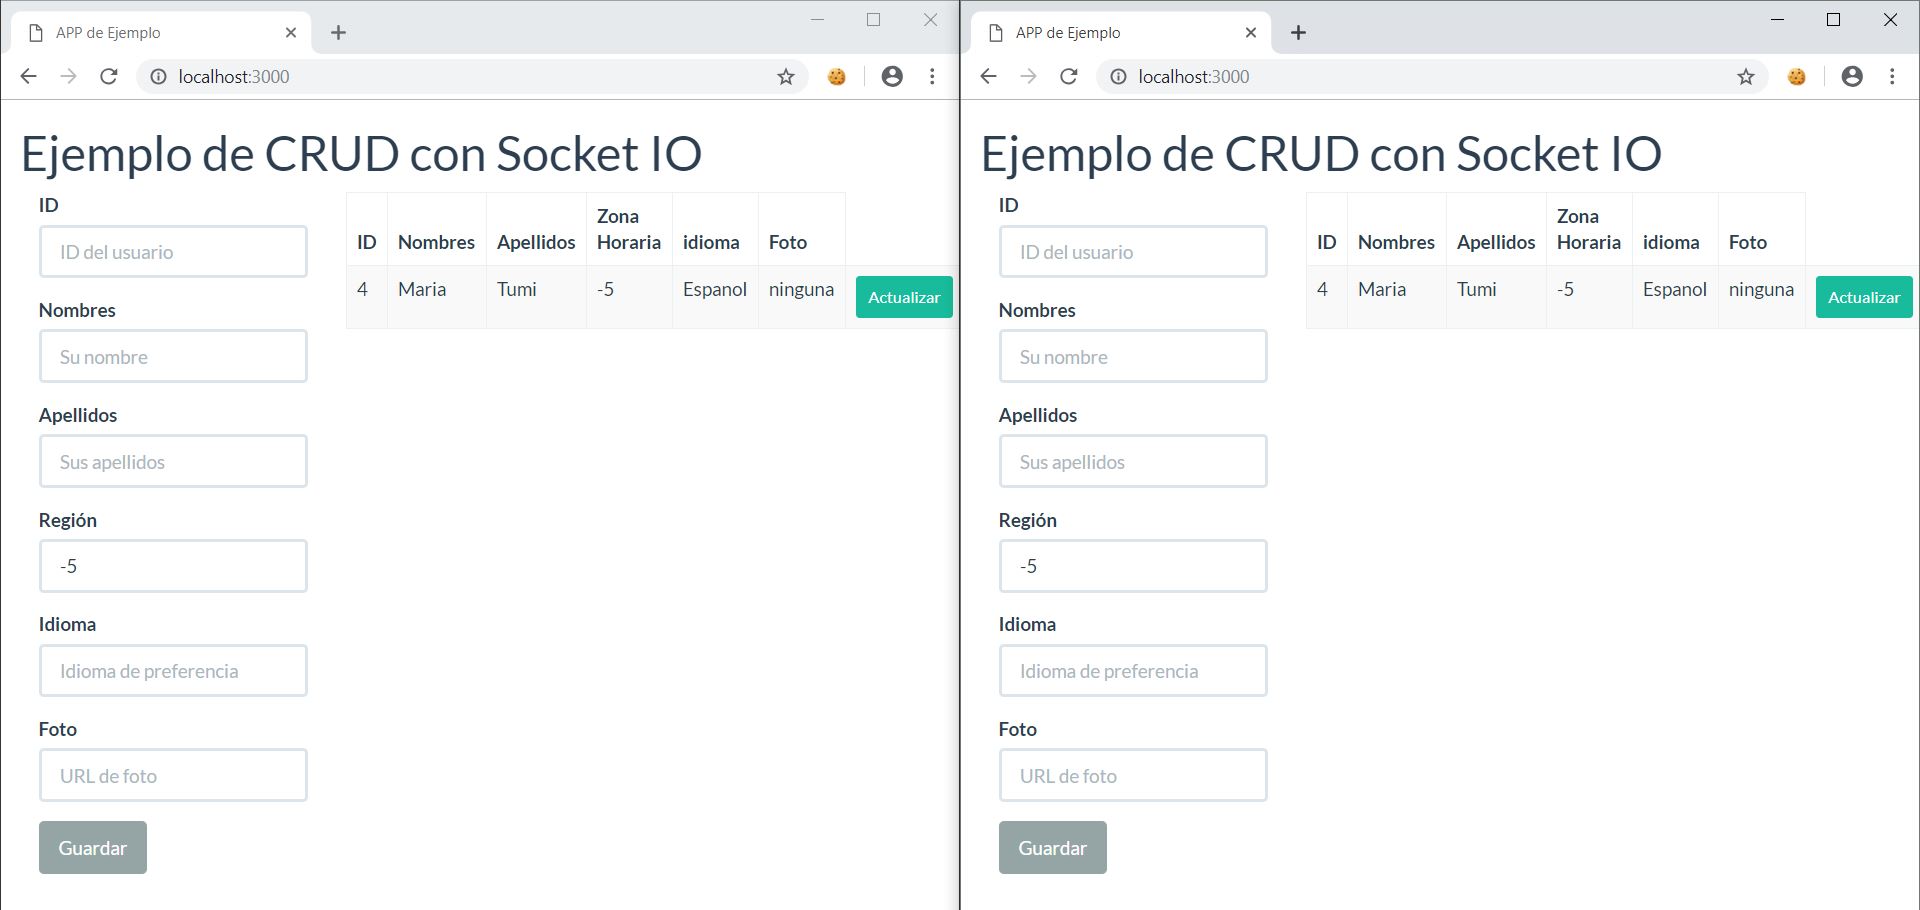 APP de Ejemplo
localhost:3000
Ejemplo de CRUD con Socket IO
ID
ID del usuario
Nombres
Su nombre
Apellidos
Sus apellidos
Región
-5
Idioma
Idioma de preferencia
Foto
URL de foto
Guardar
ID Nombres Apellidos Zona Horaria idioma Foto
4 Maria Tumi -5 Espanol ninguna Actualizar
APP de Ejemplo
localhost:3000
Ejemplo de CRUD con Socket IO
ID
ID del usuario
Nombres
Su nombre
Apellidos
Sus apellidos
Región
-5
Idioma
Idioma de preferencia
Foto
URL de foto
Guardar
ID Nombres Apellidos Zona Horaria idioma Foto
4 Maria Tumi -5 Espanol ninguna Actualizar